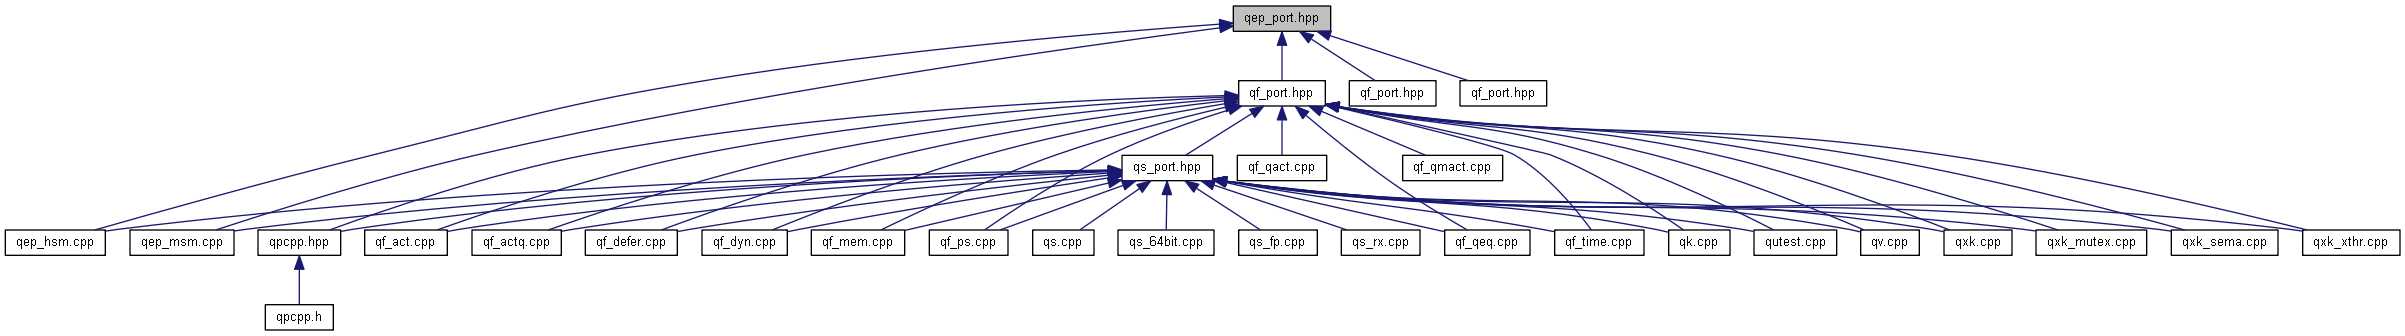 qep_port.hpp
qf_port.hpp
qf_port.hpp
qf_port.hpp
qs_port.hpp
qf_qact.cpp
qf_qmact.cpp
qep_hsm.cpp
qep_msm.cpp
qpcpp.hpp
qf_act.cpp
qf_actq.cpp
qf_defer.cpp
qf_dyn.cpp
qf_mem.cpp
qf_ps.cpp
qs.cpp
qs_64bit.cpp
qs_fp.cpp
qs_rx.cpp
qf_qeq.cpp
qf_time.cpp
qk.cpp
qutest.cpp
qv.cpp
qxk.cpp
qxk_mutex.cpp
qxk_sema.cpp
qxk_xthr.cpp
qpcpp.h